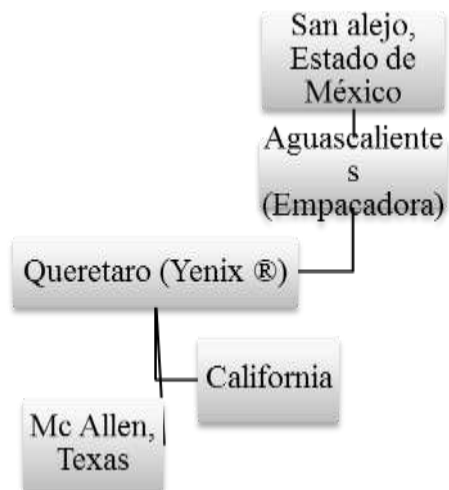 San alejo,
Estado de
México
Aguascaliente
s
(Empacadora)
Queretaro (Yenix ®)
California
Mc Allen,
Texas